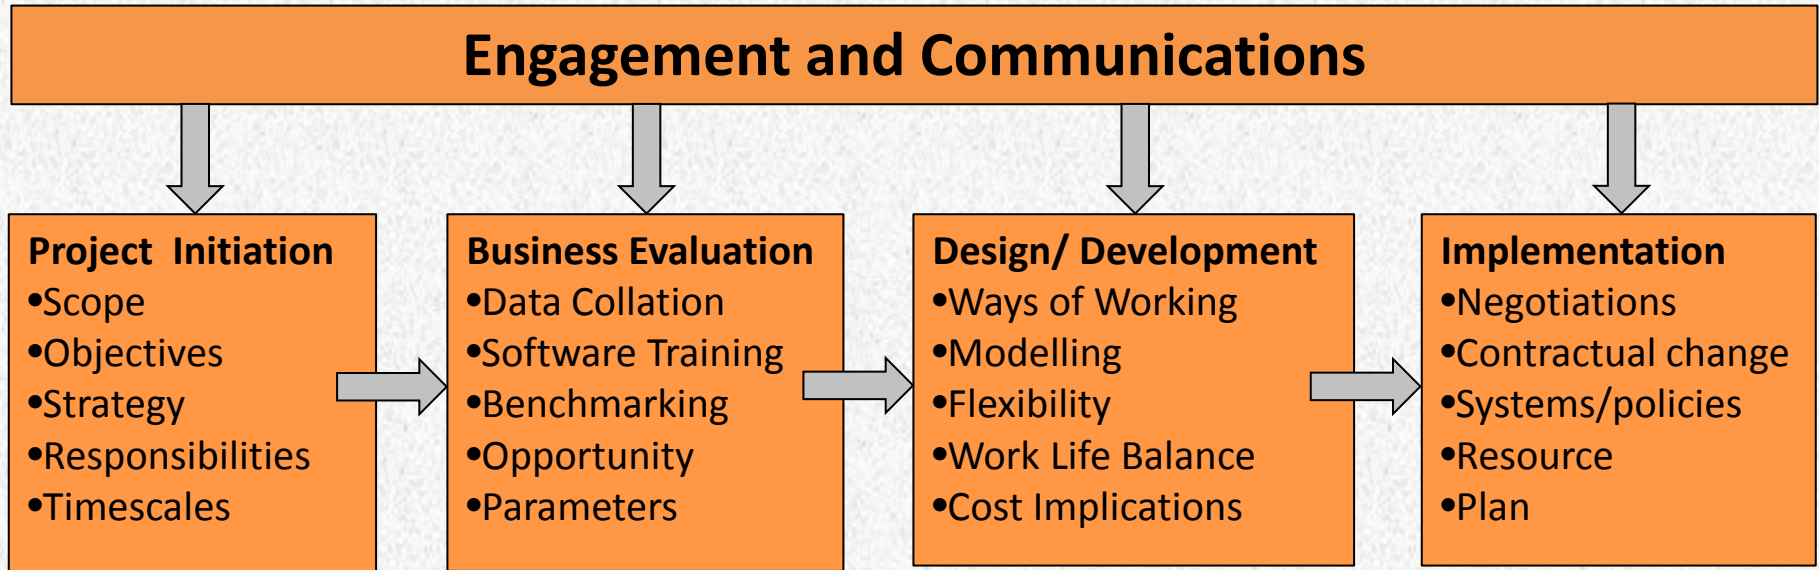 Engagement and Communications
Project  Initiation
•Scope
•Objectives
•Strategy
•Responsibilities
•Timescales
Business Evaluation
•Data Collation
•Software Training
•Benchmarking
•Opportunity
•Parameters
Design/ Development
•Ways of Working
•Modelling
•Flexibility
•Work Life Balance
•Cost Implications
Implementation
•Negotiations
•Contractual change
•Systems/policies
•Resource
•Plan